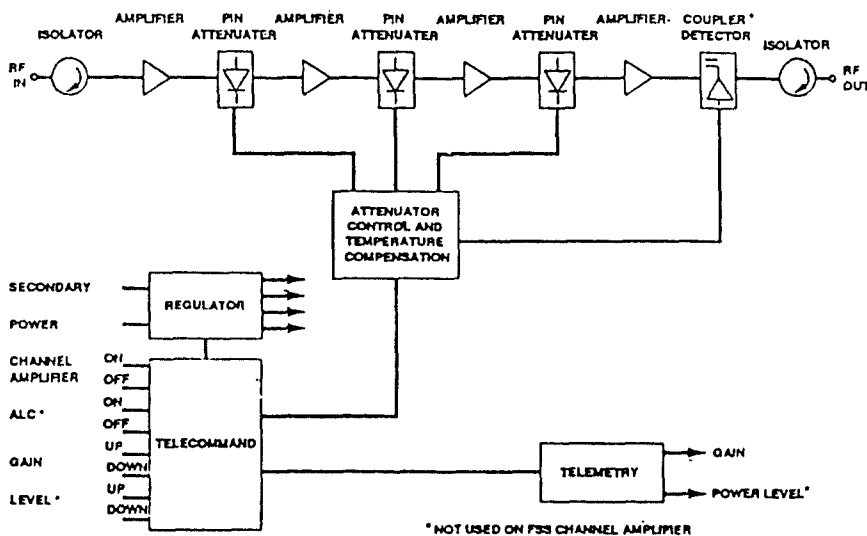 ISOLATOR
AMPLIFIER
PIN
ATTENUATER
AMPLIFIER
PIN
ATTENUATER
AMPLIFIER
PIN
ATTENUATER
AMPLIFIER
COUPLER*
DETECTOR
ISOLATOR
RF
IN
RF
OUT
ATTENUATOR
CONTROL AND
TEMPERATURE
COMPENSATION
SECONDARY
POWER
REGULATOR
CHANNEL
AMPLIFIER
ON
OFF
ALC*
ON
OFF
GAIN
UP
DOWN
LEVEL*
UP
DOWN
TELECOMMAND
TELEMETRY
GAIN
POWER LEVEL*
*NOT USED ON FSS CHANNEL AMPLIFIER